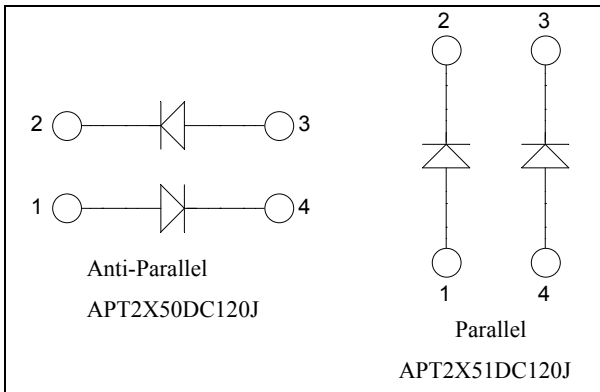 2 3
1 4
Anti-Parallel
APT2X50DC120J
2 3
1 4
Parallel
APT2X51DC120J